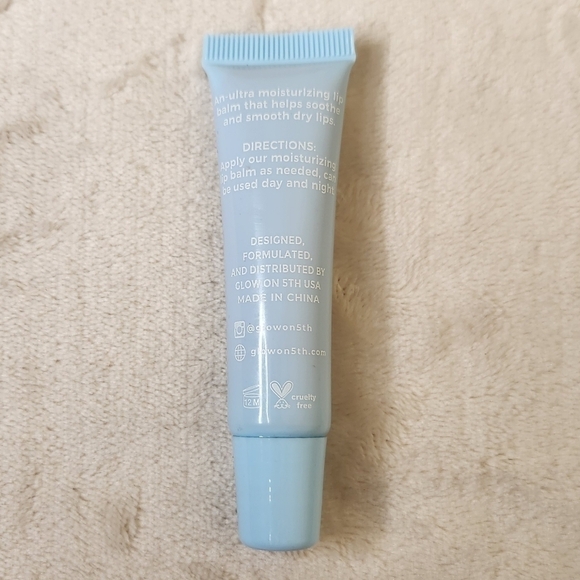 An ultra moisturizing lip
balm that helps soothe
and smooth dry lips.
DIRECTIONS:
Apply our moisturizing
lip balm as needed, can
be used day and night
DESIGNED,
FORMULATED,
AND DISTRIBUTED BY
GLOW ON 5TH USA
MADE IN CHINA
@glowon5th
glowon5th.com
12 M
cruelty
free